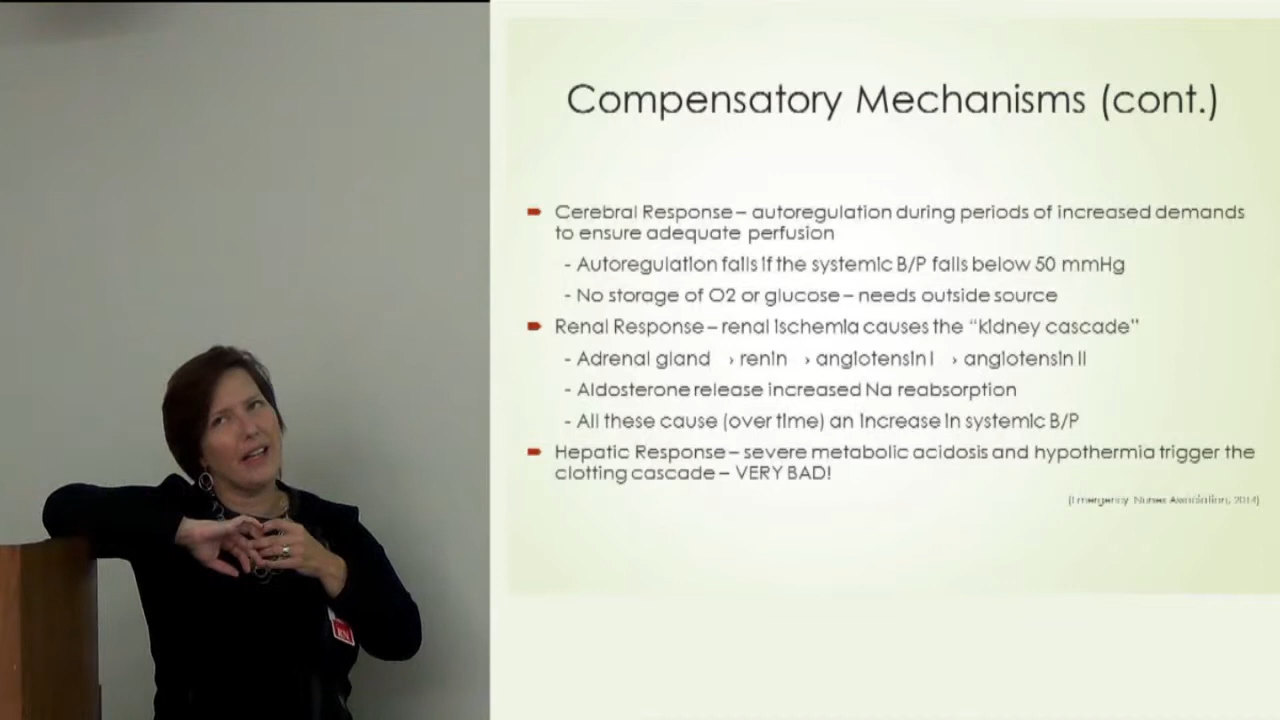 Compensatory Mechanisms (cont.)
Cerebral Response – autoregulation during periods of increased demands
to ensure adequate perfusion
- Autoregulation fails if the systemic B/P falls below 50 mmHg
- No storage of O2 or glucose – needs outside source
Renal Response – renal ischemia causes the “kidney cascade”
- Adrenal gland → renin → angiotensin I → angiotensin II
- Aldosterone release increased Na reabsorption
- All these cause (over time) an increase in systemic B/P
Hepatic Response – severe metabolic acidosis and hypothermia trigger the
clotting cascade – VERY BAD!
(Emergency Nurses Association, 2014)
RN